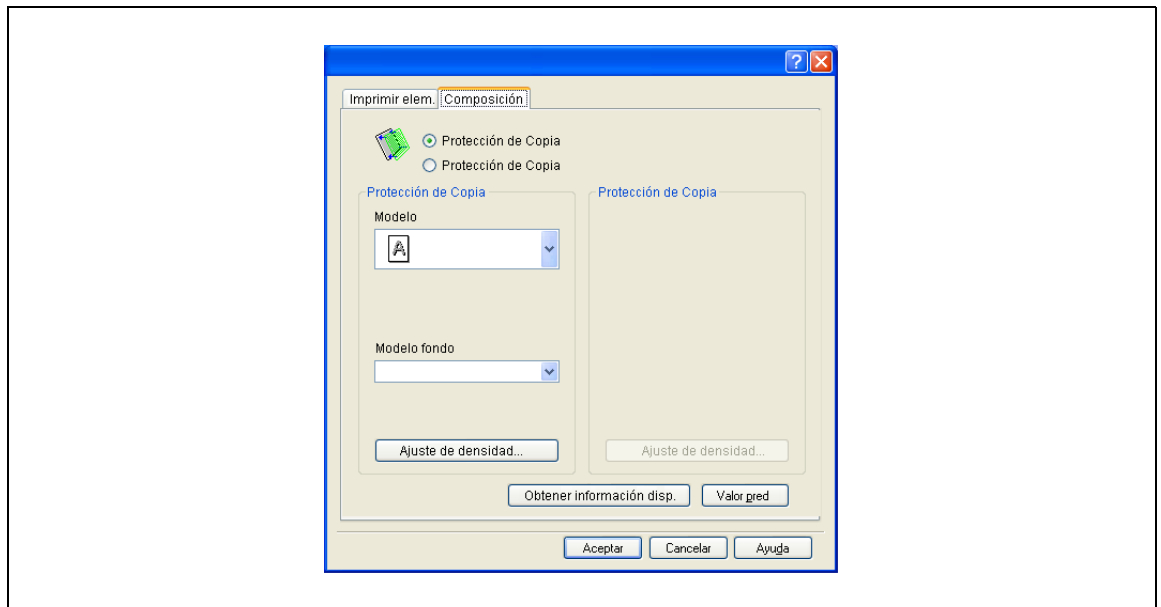 Imprimir elem. Composición
Protección de Copia
Protección de Copia
Protección de Copia
Modelo
A
Modelo fondo
Ajuste de densidad...
Protección de Copia
Ajuste de densidad...
Obtener información disp. Valor pred
Aceptar Cancelar Ayuda